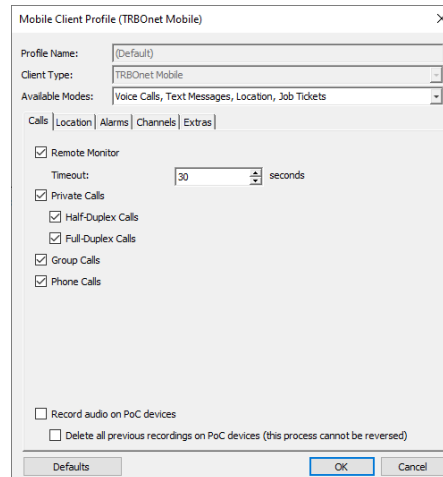 Mobile Client Profile (TRBOnet Mobile)
Profile Name: (Default)
Client Type: TRBOnet Mobile
Available Modes: Voice Calls, Text Messages, Location, Job Tickets
Calls Location Alarms Channels Extras
Remote Monitor
Timeout: 30 seconds
Private Calls
Half-Duplex Calls
Full-Duplex Calls
Group Calls
Phone Calls
Record audio on PoC devices
Delete all previous recordings on PoC devices (this process cannot be reversed)
Defaults OK Cancel